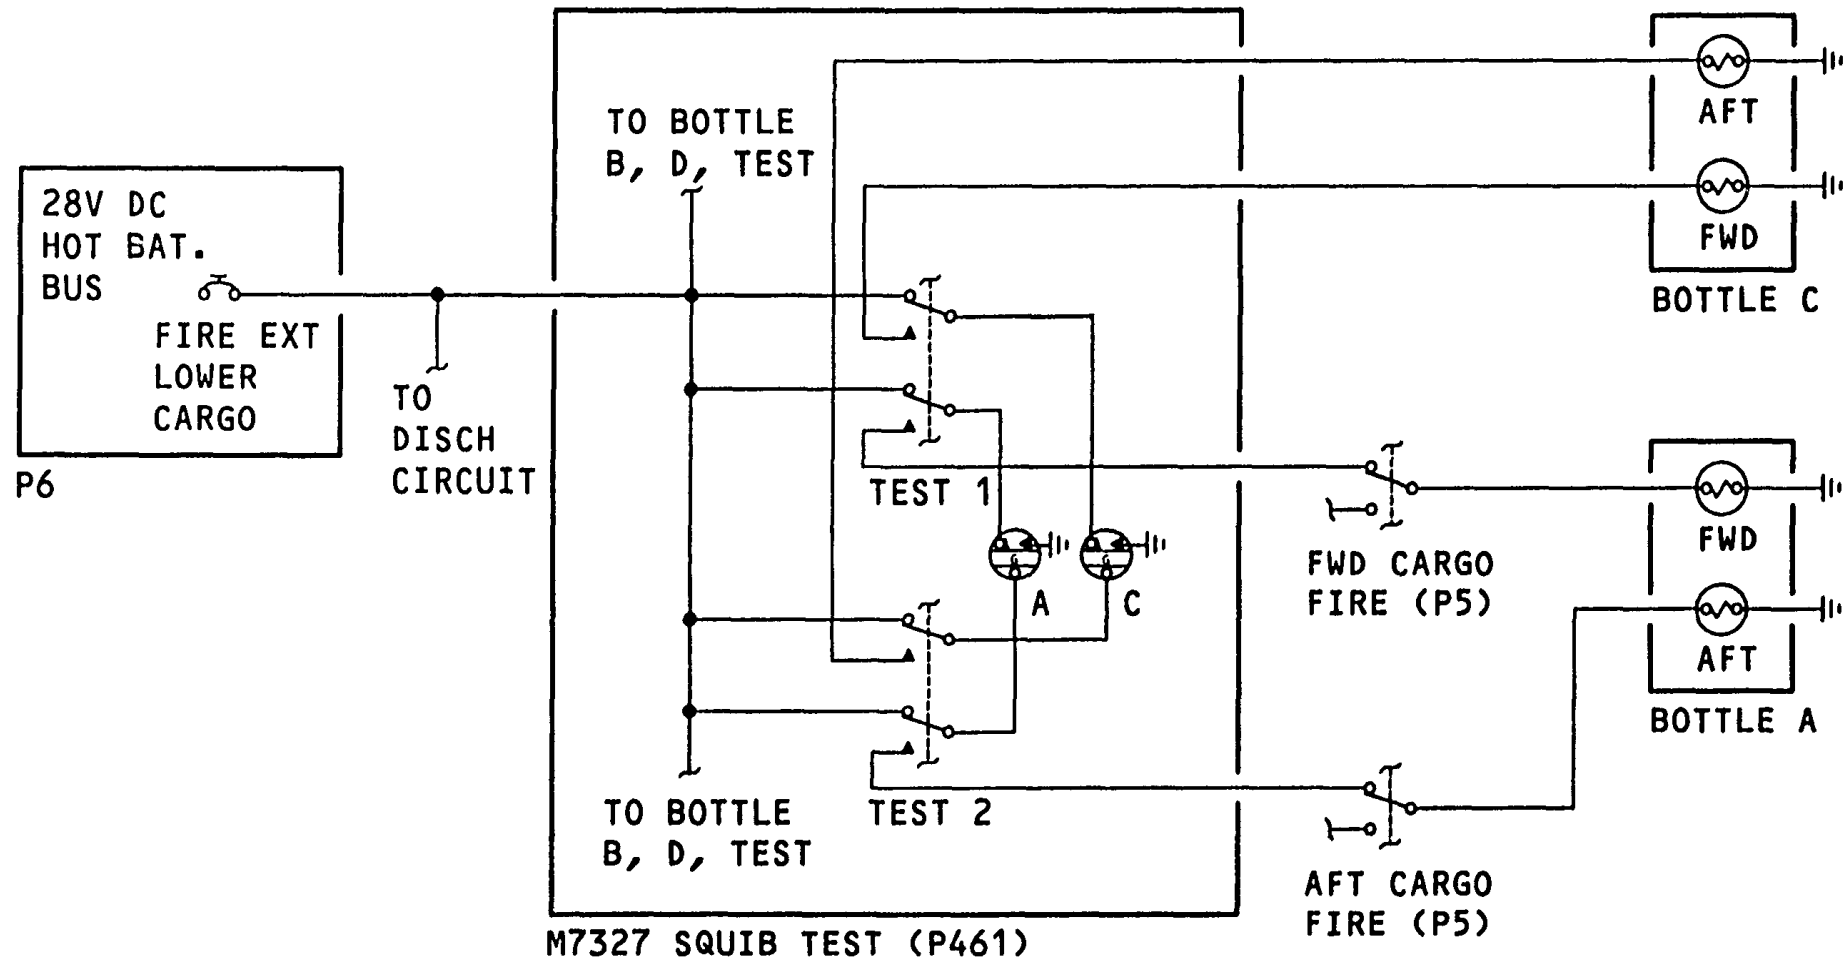 28V DC
HOT BAT.
BUS
FIRE EXT
LOWER
CARGO
P6
TO
DISCH
CIRCUIT
TO BOTTLE
B, D, TEST
TEST 1
A
C
TO BOTTLE
B, D, TEST
TEST 2
M7327 SQUIB TEST (P461)
FWD CARGO
FIRE (P5)
AFT CARGO
FIRE (P5)
AFT
FWD
BOTTLE C
FWD
AFT
BOTTLE A